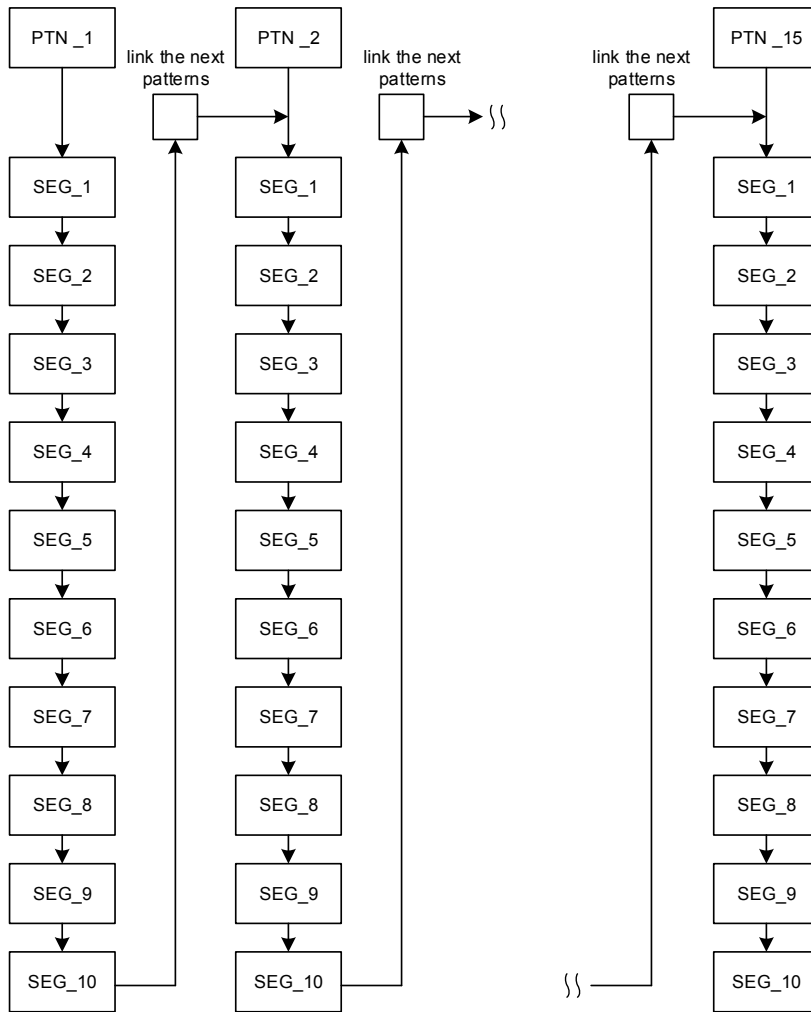 PTN _1
SEG_1
SEG_2
SEG_3
SEG_4
SEG_5
SEG_6
SEG_7
SEG_8
SEG_9
SEG_10
link the next
patterns
PTN _2
SEG_1
SEG_2
SEG_3
SEG_4
SEG_5
SEG_6
SEG_7
SEG_8
SEG_9
SEG_10
link the next
patterns
link the next
patterns
PTN _15
SEG_1
SEG_2
SEG_3
SEG_4
SEG_5
SEG_6
SEG_7
SEG_8
SEG_9
SEG_10